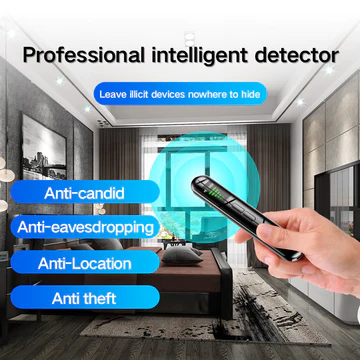 Professional intelligent detector
Leave illicit devices nowhere to hide
Anti-candid
Anti-eavesdropping
Anti-Location
Anti theft